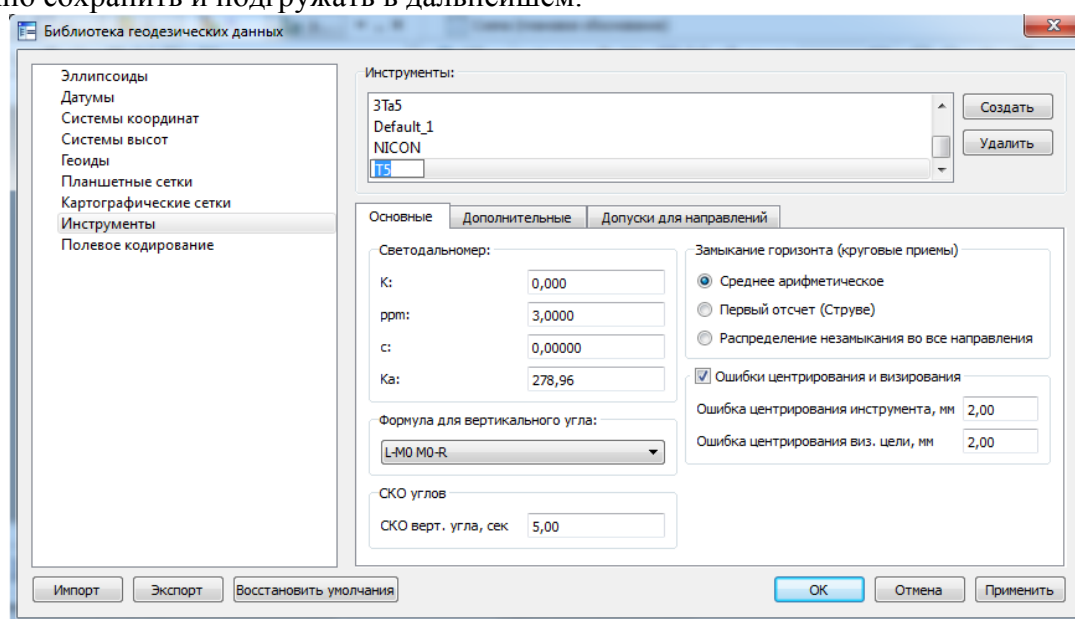 но сохранить и подгружать в дальнейшем.
Библиотека геодезических данных
Эллипсоиды
Датумы
Системы координат
Системы высот
Геоиды
Планшетные сетки
Картографические сетки
Инструменты
Полевое кодирование
Инструменты:
3Та5
Default_1
NICON
T5
Создать
Удалить
Основные Дополнительные Допуски для направлений
Светодальномер:
K: 0,000
ppm: 3,0000
c: 0,00000
Ka: 278,96
Формула для вертикального угла:
L-M0 M0-R
СКО углов
СКО верт. угла, сек 5,00
Замыкание горизонта (круговые приемы)
Среднее арифметическое
Первый отсчет (Струве)
Распределение незамыкания во все направления
Ошибки центрирования и визирования
Ошибка центрирования инструмента, мм 2,00
Ошибка центрирования виз. цели, мм 2,00
Импорт Экспорт Восстановить умолчания OK Отмена Применить